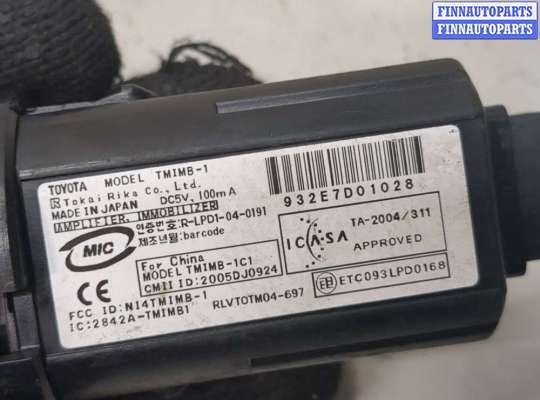 FINNAUTOPARTS
FINNAUTOPARTS
TOYOTA MODEL TMIMB-1
Tokai Rika Co., Ltd.
MADE IN JAPAN DC5V, 100mA
AMPLIFIER, IMMOBILIZER
인증번호:R-LPD1-04-0191
제조년월:barcode
MIC
For China
MODEL TMIMB-1C1
CMII ID:2005DJ0924
CE
FCC ID:NI4TMIMB-1
IC:2842A-TMIMB1
RLVTOTM04-697
932E7D01028
ICASA
TA-2004/311
APPROVED
ETC093LPD0168